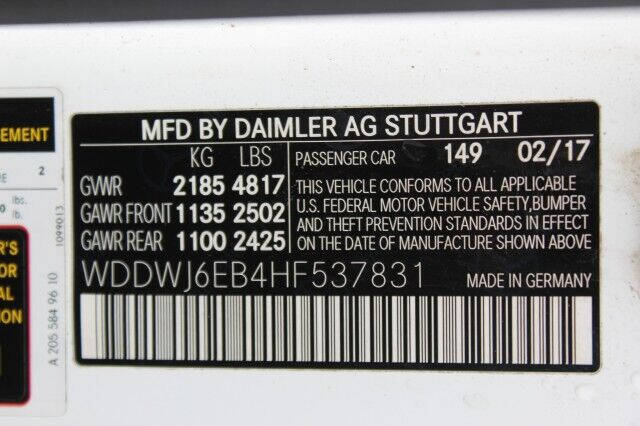 MFD BY DAIMLER AG STUTTGART
KG LBS
GVWR 2185 4817
GAWR FRONT 1135 2502
GAWR REAR 1100 2425
PASSENGER CAR 149 02/17
THIS VEHICLE CONFORMS TO ALL APPLICABLE
U.S. FEDERAL MOTOR VEHICLE SAFETY, BUMPER
AND THEFT PREVENTION STANDARDS IN EFFECT
ON THE DATE OF MANUFACTURE SHOWN ABOVE.
WDDWJ6EB4HF537831
MADE IN GERMANY
EMENT
2
lbs.
lbs.
1099013
A 205 584 96 10